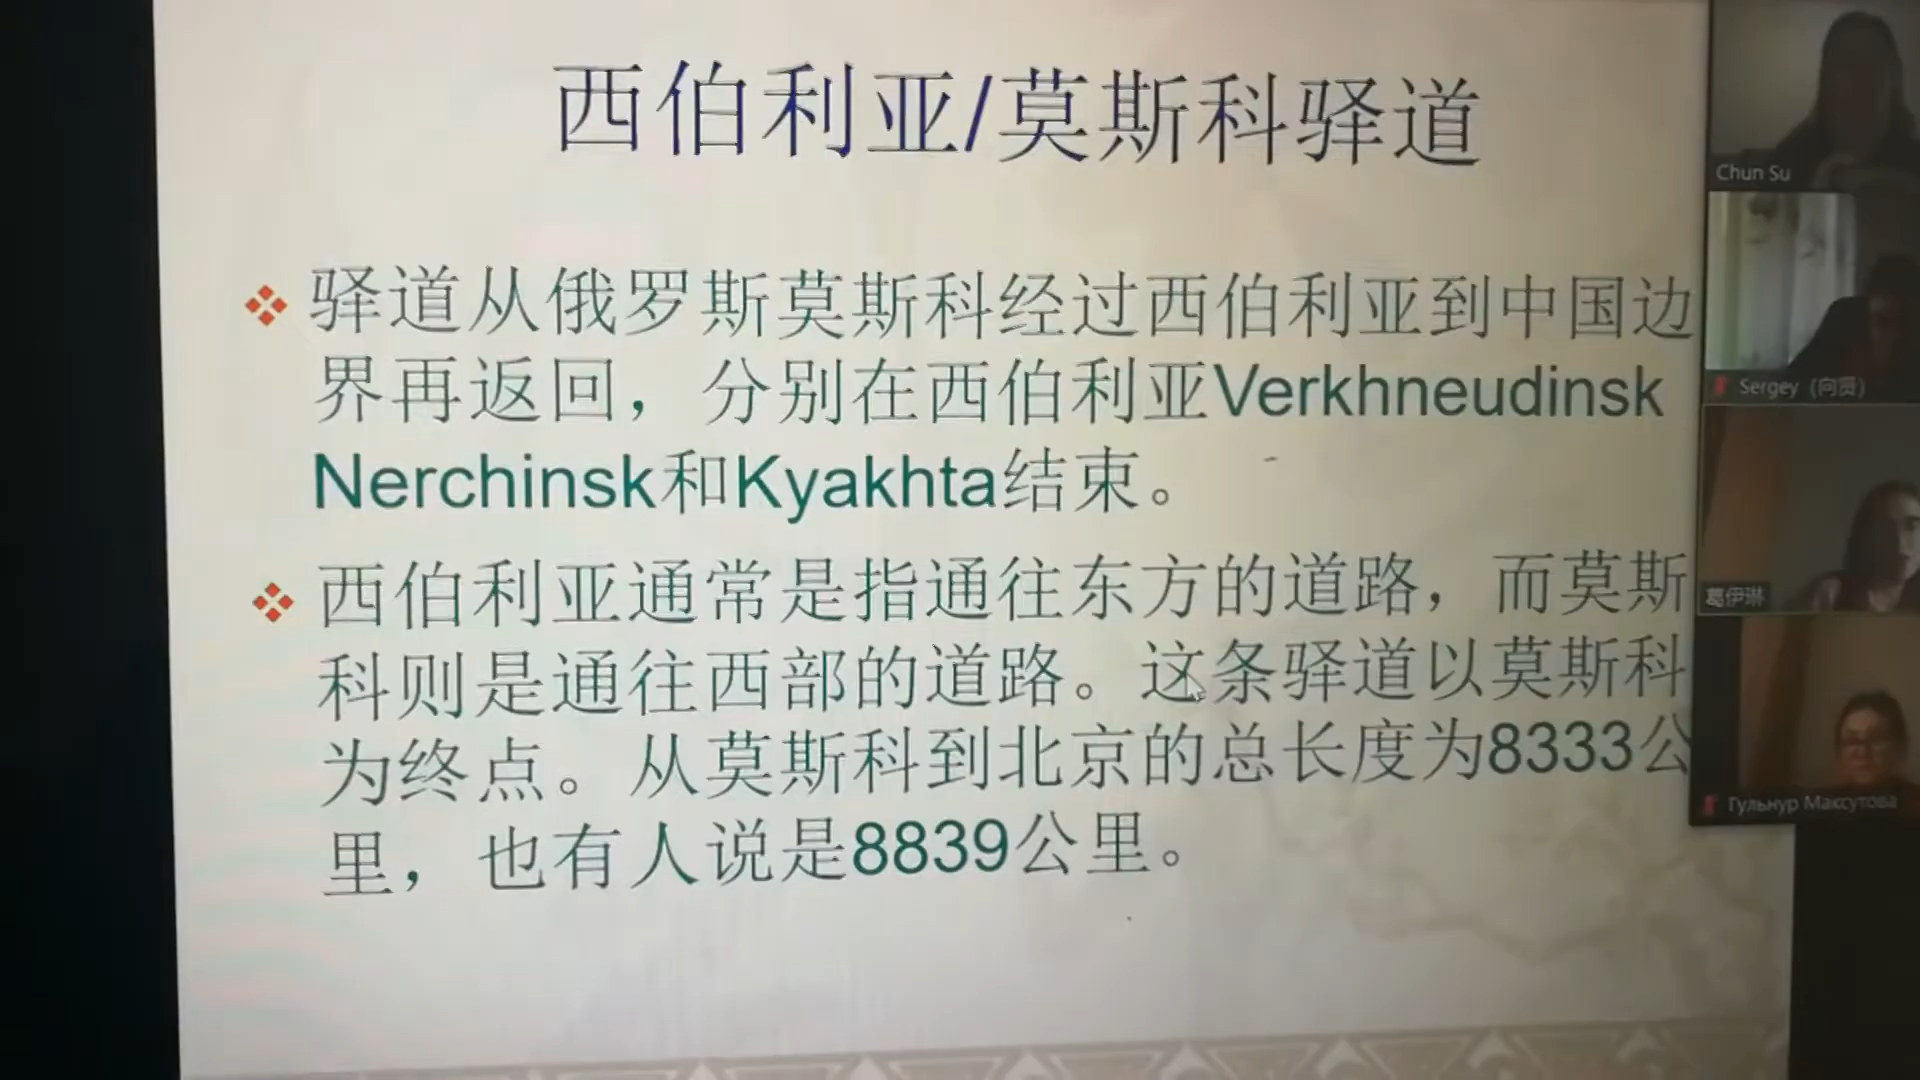 西伯利亚/莫斯科驿道
驿道从俄罗斯莫斯科经过西伯利亚到中国边
界再返回，分别在西伯利亚Verkhneudinsk
Nerchinsk和Kyakhta结束。
西伯利亚通常是指通往东方的道路，而莫斯
科则是通往西部的道路。这条驿道以莫斯科
为终点。从莫斯科到北京的总长度为8333公
里，也有人说是8839公里。
Chun Su
Sergey（向贤）
葛伊琳
Гульнур Максутова